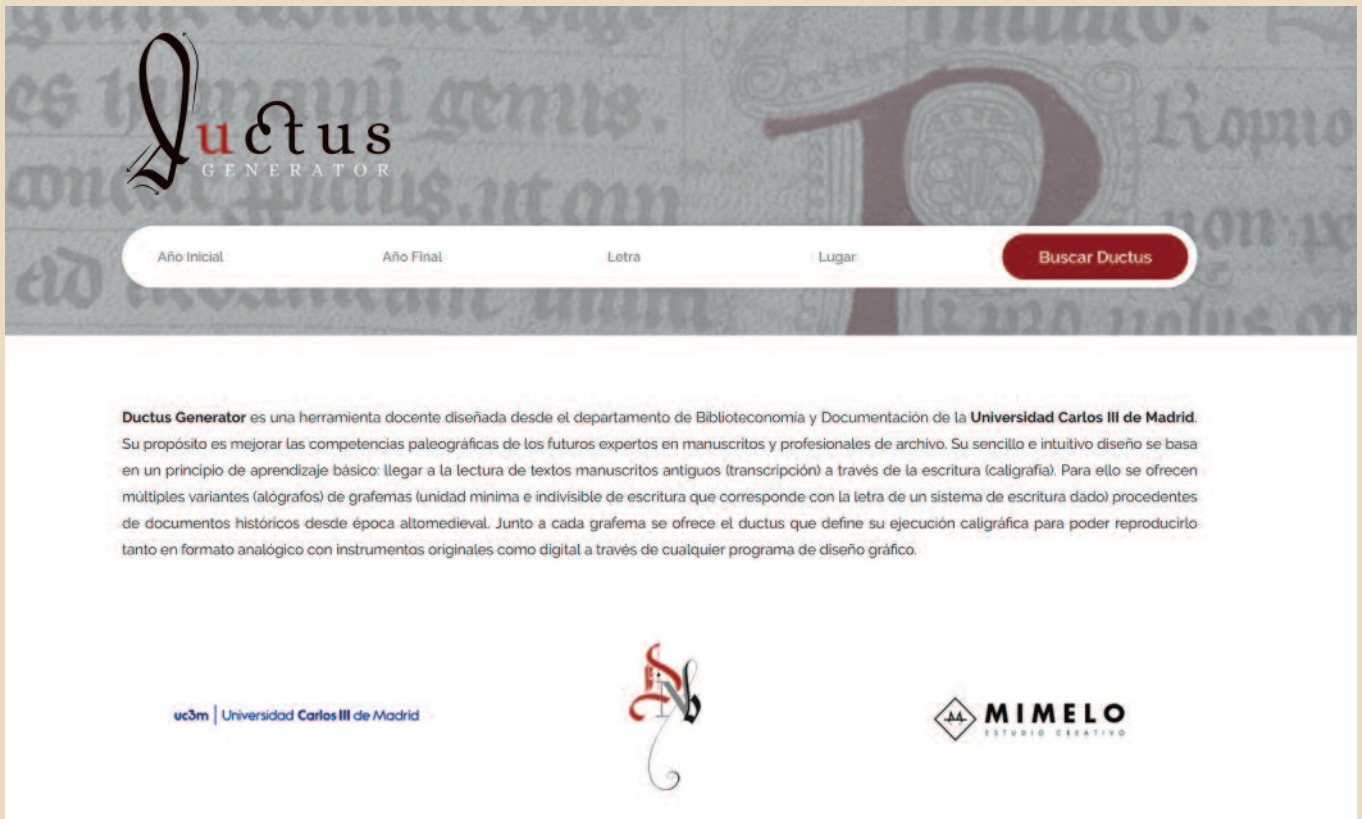 Ductus
GENERATOR
es humani genus.
Año Inicial
Año Final
Letra
Lugar
Buscar Ductus
Ductus Generator es una herramienta docente diseñada desde el departamento de Biblioteconomía y Documentación de la Universidad Carlos III de Madrid.
Su propósito es mejorar las competencias paleográficas de los futuros expertos en manuscritos y profesionales de archivo. Su sencillo e intuitivo diseño se basa
en un principio de aprendizaje básico: llegar a la lectura de textos manuscritos antiguos (transcripción) a través de la escritura (caligrafía). Para ello se ofrecen
múltiples variantes (alógrafos) de grafemas (unidad mínima e indivisible de escritura que corresponde con la letra de un sistema de escritura dado) procedentes
de documentos históricos desde época altomedieval. Junto a cada grafema se ofrece el ductus que define su ejecución caligráfica para poder reproducirlo
tanto en formato analógico con instrumentos originales como digital a través de cualquier programa de diseño gráfico.
uc3m | Universidad Carlos III de Madrid
MIMELO
ESTUDIO CREATIVO